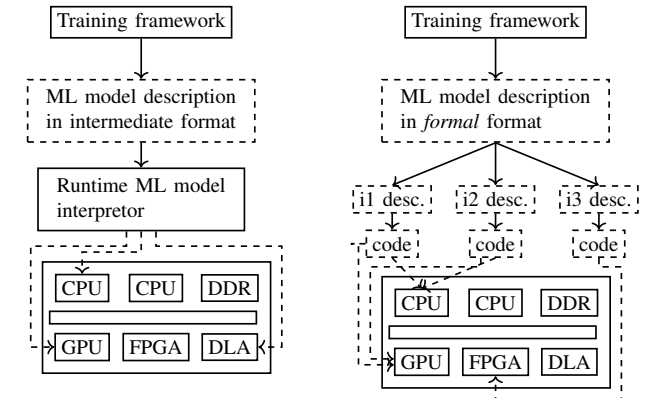 Training framework
ML model description
in intermediate format
Runtime ML model
interpretor
CPU CPU DDR
GPU FPGA DLA
Training framework
ML model description
in formal format
i1 desc. i2 desc. i3 desc.
code code code
CPU CPU DDR
GPU FPGA DLA